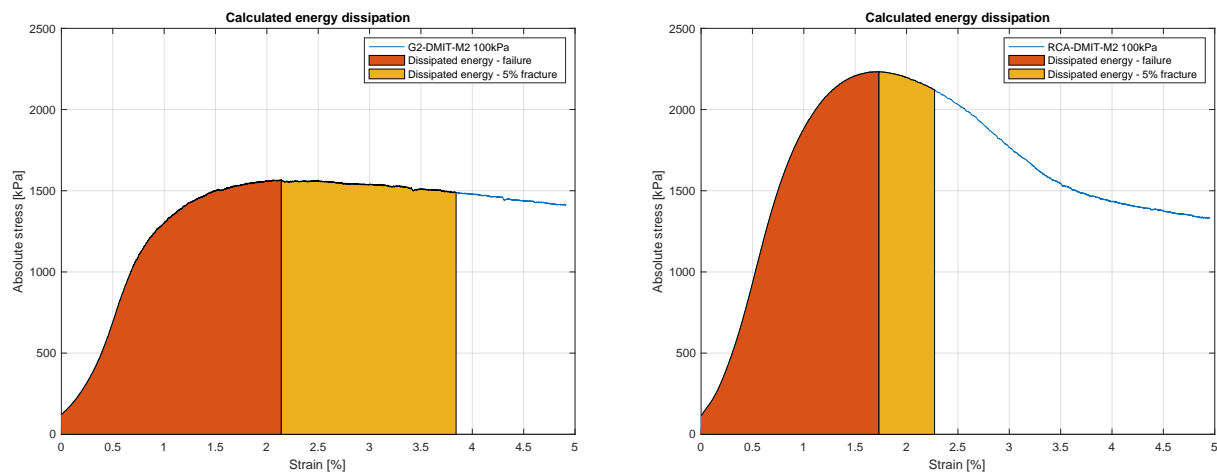 Calculated energy dissipation
2500
2000
1500
1000
500
0
Absolute stress [kPa]
G2-DMIT-M2 100kPa
Dissipated energy - failure
Dissipated energy - 5% fracture
0 0.5 1 1.5 2 2.5 3 3.5 4 4.5 5
Strain [%]
Calculated energy dissipation
2500
2000
1500
1000
500
0
Absolute stress [kPa]
RCA-DMIT-M2 100kPa
Dissipated energy - failure
Dissipated energy - 5% fracture
0 0.5 1 1.5 2 2.5 3 3.5 4 4.5 5
Strain [%]